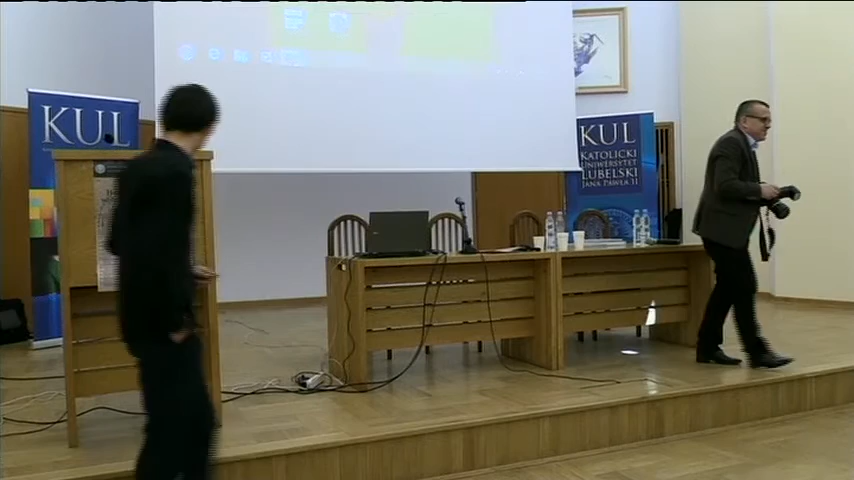 KUL
KUL
KATOLICKI
UNIWERSYTET
LUBELSKI
JANA PAWŁA II